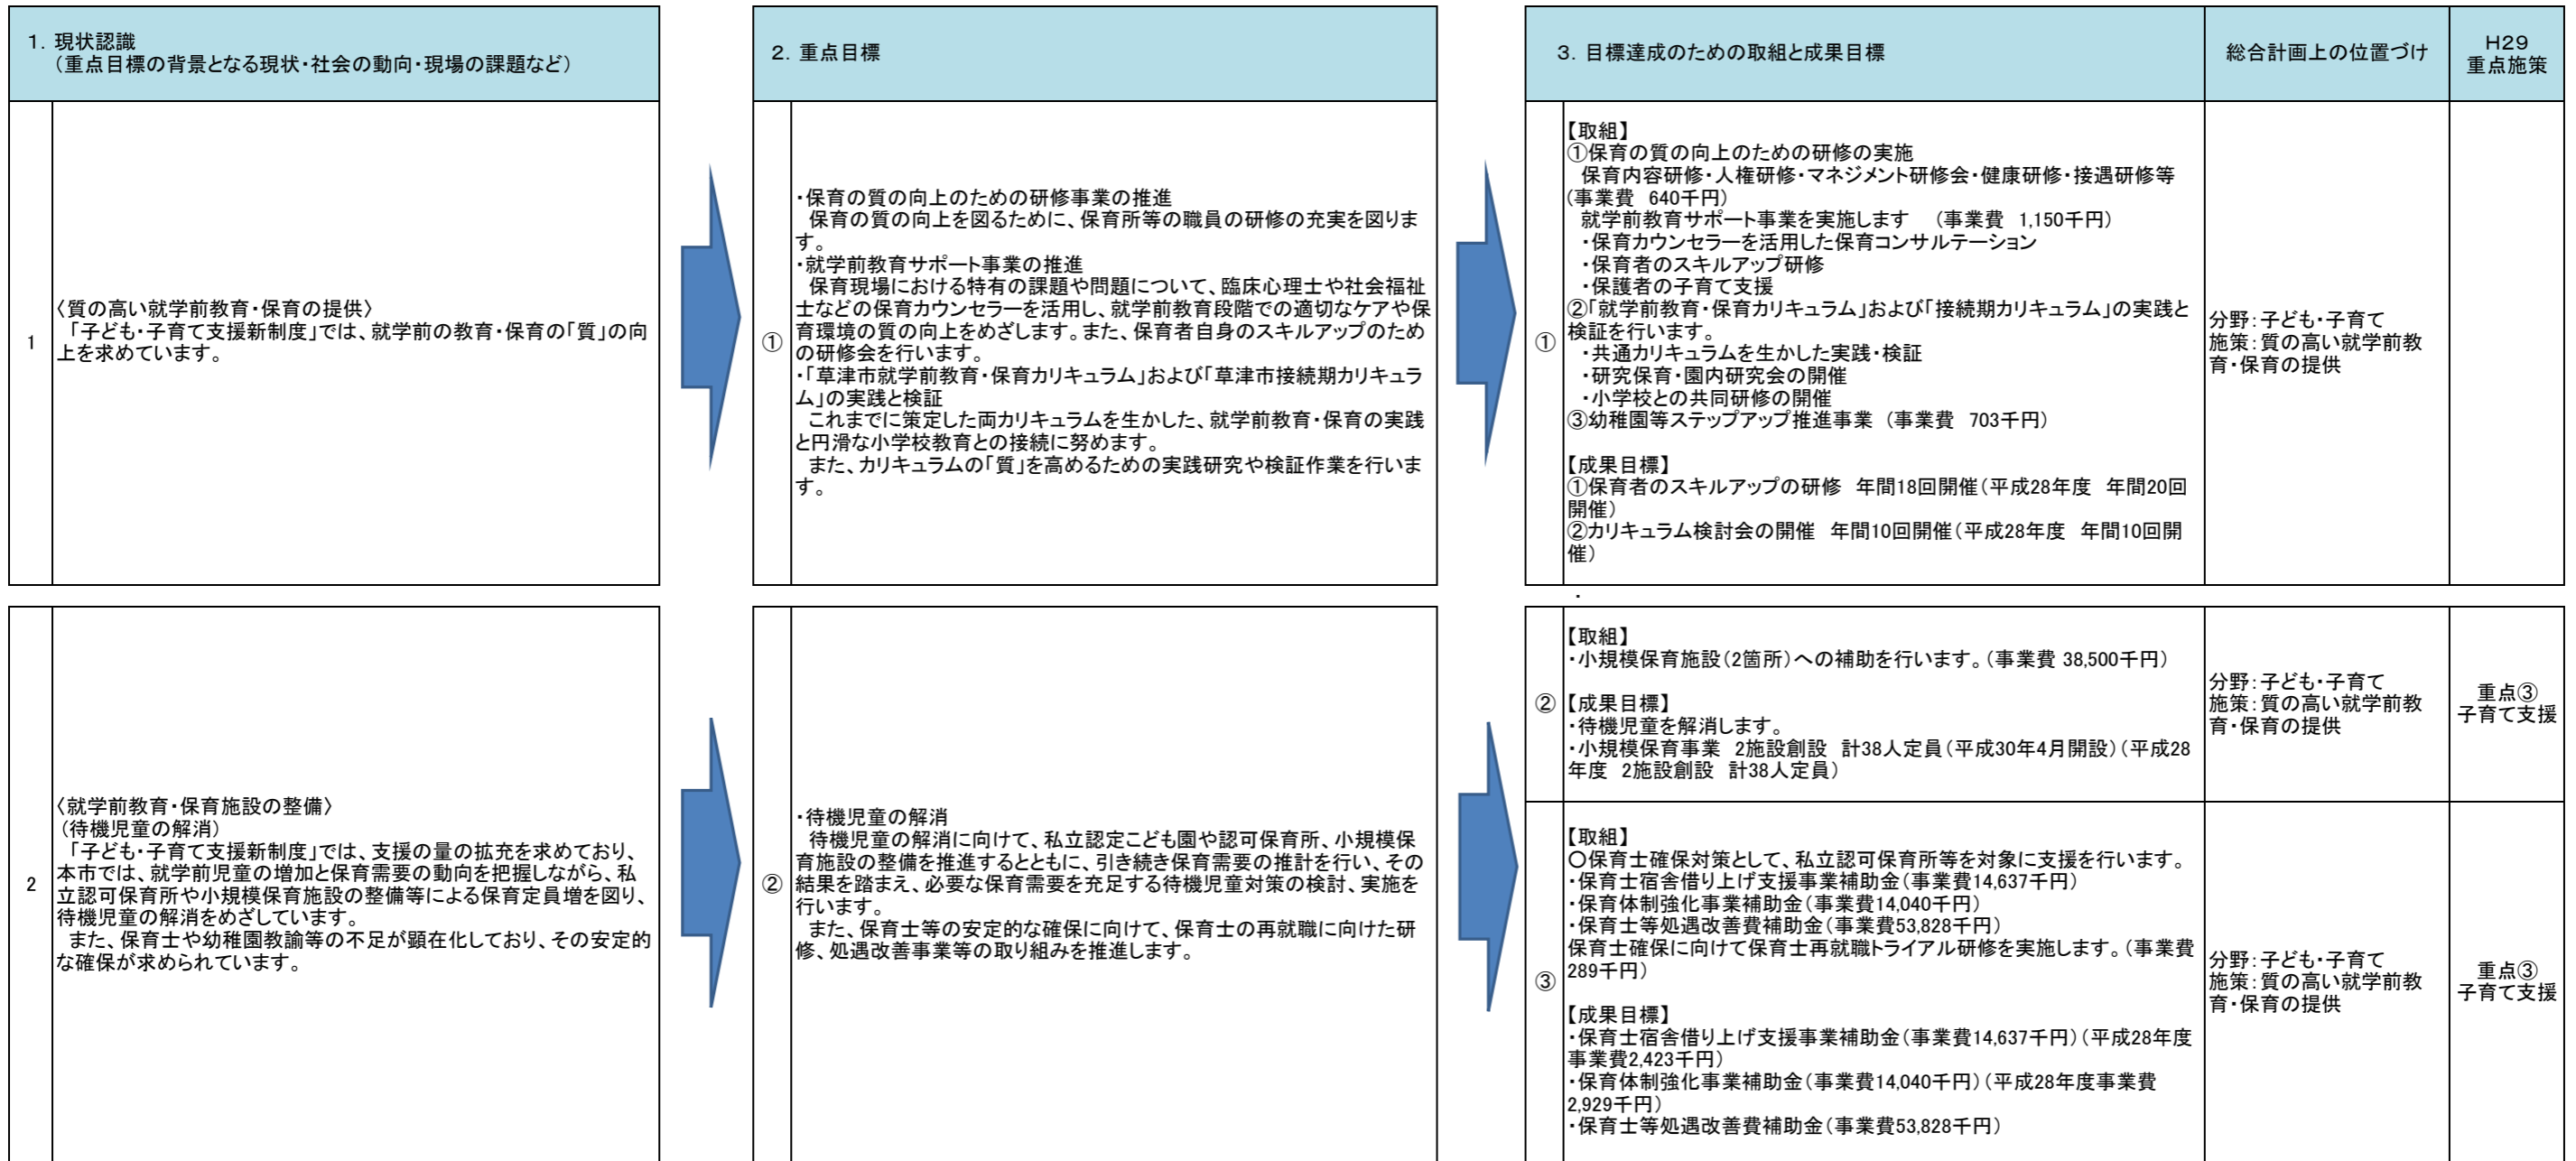 １．現状認識
（重点目標の背景となる現状・社会の動向・現場の課題など）
２．重点目標
３．目標達成のための取組と成果目標
総合計画上の位置づけ
Ｈ29
重点施策
1
〈質の高い就学前教育・保育の提供〉
「子ども・子育て支援新制度」では、就学前の教育・保育の「質」の向
上を求めています。
①
・保育の質の向上のための研修事業の推進
保育の質の向上を図るために、保育所等の職員の研修の充実を図りま
す。
・就学前教育サポート事業の推進
保育現場における特有の課題や問題について、臨床心理士や社会福祉
士などの保育カウンセラーを活用し、就学前教育段階での適切なケアや保
育環境の質の向上をめざします。また、保育者自身のスキルアップのため
の研修会を行います。
・「草津市就学前教育・保育カリキュラム」および「草津市接続期カリキュラ
ム」の実践と検証
これまでに策定した両カリキュラムを生かした、就学前教育・保育の実践
と円滑な小学校教育との接続に努めます。
また、カリキュラムの「質」を高めるための実践研究や検証作業を行いま
す。
①
【取組】
①保育の質の向上のための研修の実施
保育内容研修・人権研修・マネジメント研修会・健康研修・接遇研修等
（事業費　640千円）
就学前教育サポート事業を実施します　（事業費　1,150千円）
・保育カウンセラーを活用した保育コンサルテーション
・保育者のスキルアップ研修
・保護者の子育て支援
②「就学前教育・保育カリキュラム」および「接続期カリキュラム」の実践と
検証を行います。
・共通カリキュラムを生かした実践・検証
・研究保育・園内研究会の開催
・小学校との共同研修の開催
③幼稚園等ステップアップ推進事業　（事業費　703千円）
【成果目標】
①保育者のスキルアップの研修　年間18回開催（平成28年度　年間20回
開催）
②カリキュラム検討会の開催　年間10回開催（平成28年度　年間10回開
催）
分野：子ども・子育て
施策：質の高い就学前教
育・保育の提供
2
〈就学前教育・保育施設の整備〉
（待機児童の解消）
「子ども・子育て支援新制度」では、支援の量の拡充を求めており、
本市では、就学前児童の増加と保育需要の動向を把握しながら、私
立認可保育所や小規模保育施設の整備等による保育定員増を図り、
待機児童の解消をめざしています。
また、保育士や幼稚園教諭等の不足が顕在化しており、その安定的
な確保が求められています。
②
・待機児童の解消
待機児童の解消に向けて、私立認定こども園や認可保育所、小規模保
育施設の整備を推進するとともに、引き続き保育需要の推計を行い、その
結果を踏まえ、必要な保育需要を充足する待機児童対策の検討、実施を
行います。
また、保育士等の安定的な確保に向けて、保育士の再就職に向けた研
修、処遇改善事業等の取り組みを推進します。
②
【取組】
・小規模保育施設（2箇所）への補助を行います。（事業費 38,500千円）
【成果目標】
・待機児童を解消します。
・小規模保育事業　2施設創設　計38人定員（平成30年4月開設）（平成28
年度　2施設創設　計38人定員）
分野：子ども・子育て
施策：質の高い就学前教
育・保育の提供
重点③
子育て支援
③
【取組】
〇保育士確保対策として、私立認可保育所等を対象に支援を行います。
・保育士宿舎借り上げ支援事業補助金（事業費14,637千円）
・保育体制強化事業補助金（事業費14,040千円）
・保育士等処遇改善費補助金（事業費53,828千円）
保育士確保に向けて保育士再就職トライアル研修を実施します。（事業費
289千円）
【成果目標】
・保育士宿舎借り上げ支援事業補助金（事業費14,637千円）（平成28年度
事業費2,423千円）
・保育体制強化事業補助金（事業費14,040千円）（平成28年度事業費
2,929千円）
・保育士等処遇改善費補助金（事業費53,828千円）
分野：子ども・子育て
施策：質の高い就学前教
育・保育の提供
重点③
子育て支援